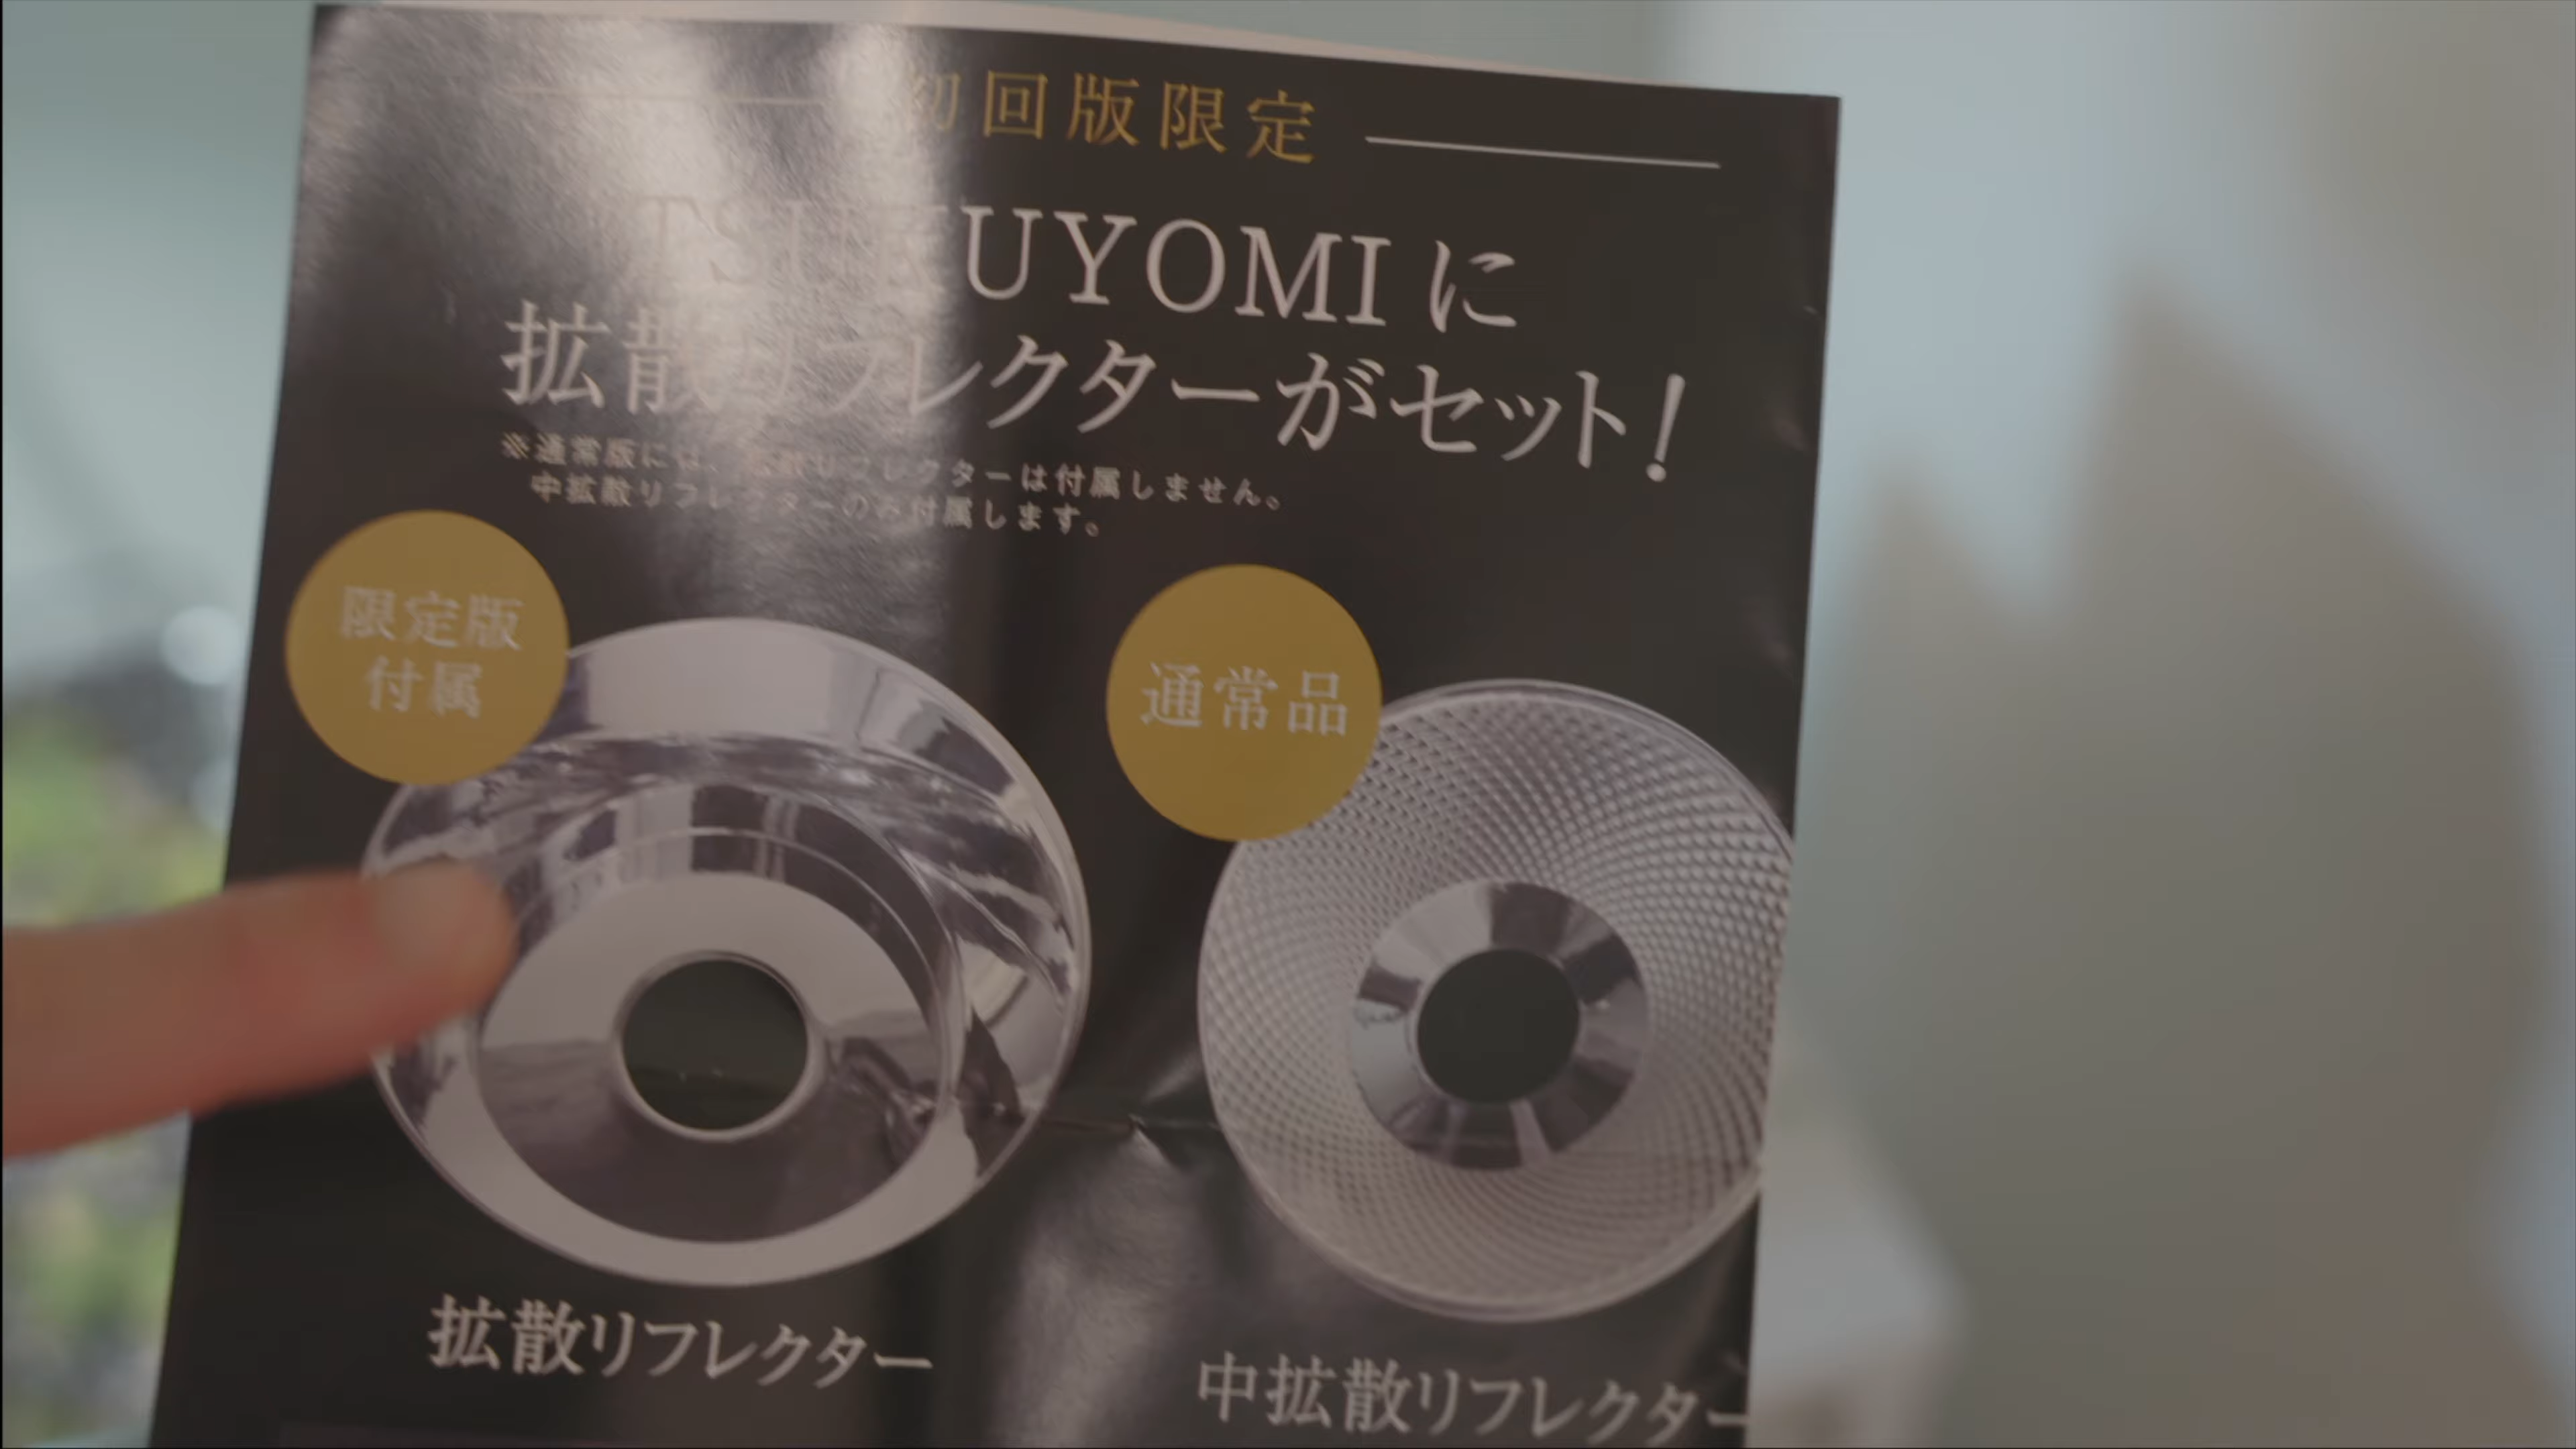 初回版限定
TSUKUYOMIに
拡散リフレクターがセット!
※通常版には、拡散リフレクターは付属しません。
中拡散リフレクターのみ付属します。
限定版
付属
通常品
拡散リフレクター
中拡散リフレクター